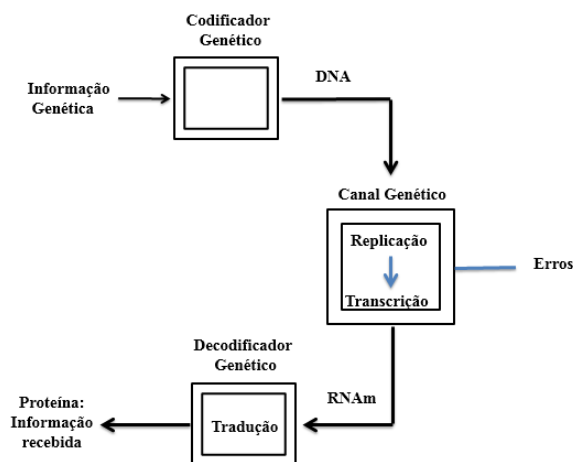 Codificador
Genético
Informação
Genética
DNA
Canal Genético
Replicação
Transcrição
Erros
Decodificador
Genético
RNAm
Tradução
Proteína:
Informação
recebida